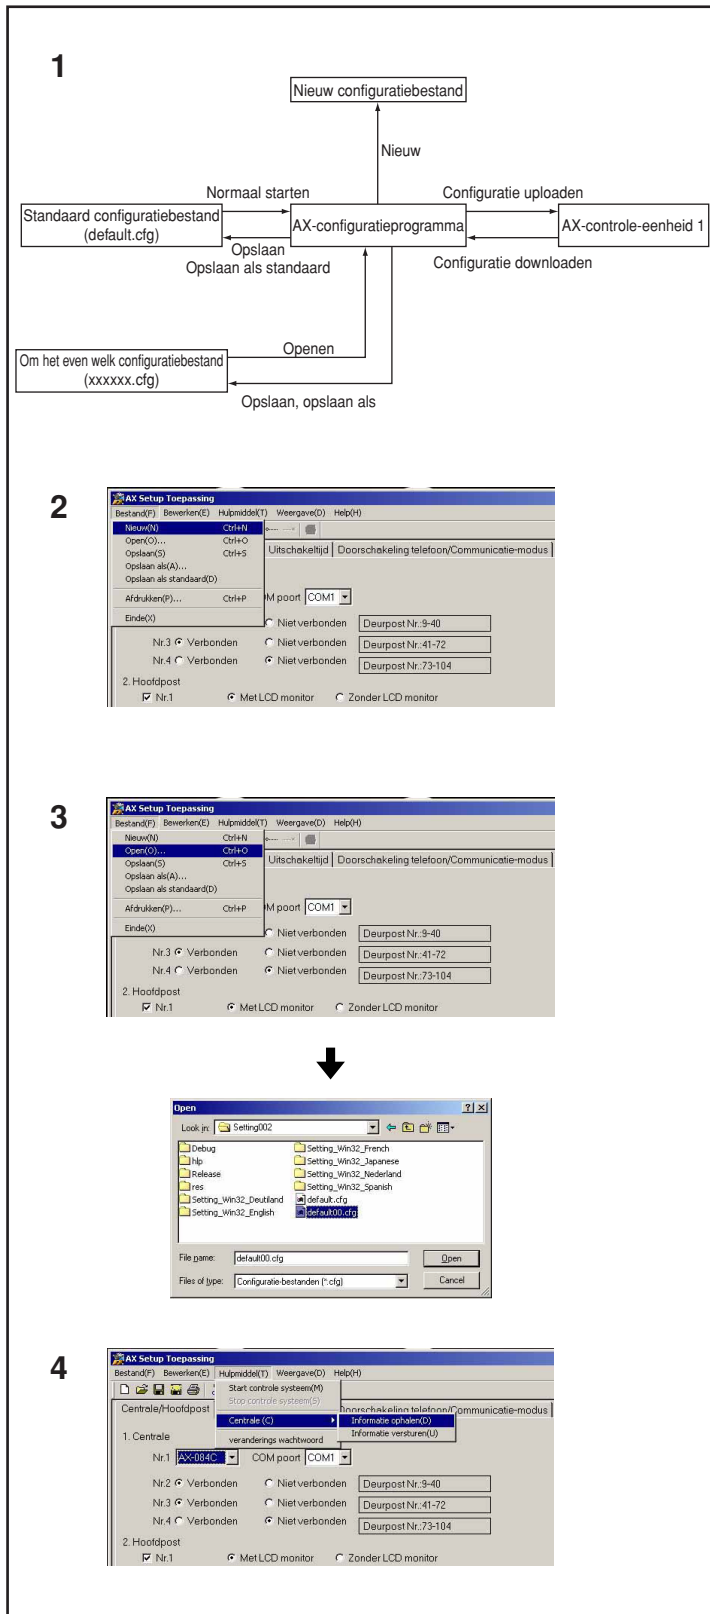 1
Nieuw configuratiebestand
Nieuw
Normaal starten
Configuratie uploaden
Standaard configuratiebestand
(default.cfg)
AX-configuratieprogramma
AX-controle-eenheid 1
Opslaan
Opslaan als standaard
Configuratie downloaden
Openen
Om het even welk configuratiebestand
(xxxxxx.cfg)
Opslaan, opslaan als
2
AX Setup Toepassing
Bestand(F) Bewerken(E) Hulpmiddel(T) Weergave(D) Help(H)
Nieuw(N) Ctrl+N
Open(O)... Ctrl+O
Opslaan(S) Ctrl+S
Uitschakeltijd Doorschakeling telefoon/Communicatie-modus
Opslaan als(A)...
Opslaan als standaard(D)
Afdrukken(P)... Ctrl+P
M poort COM1
Einde(X)
Niet verbonden Deurpost Nr.:9-40
Nr.3 Verbonden Niet verbonden Deurpost Nr.:41-72
Nr.4 Verbonden Niet verbonden Deurpost Nr.:73-104
2. Hoofdpost
Nr.1 Met LCD monitor Zonder LCD monitor
3
AX Setup Toepassing
Bestand(F) Bewerken(E) Hulpmiddel(T) Weergave(D) Help(H)
Nieuw(N) Ctrl+N
Open(O)... Ctrl+O
Opslaan(S) Ctrl+S
Uitschakeltijd Doorschakeling telefoon/Communicatie-modus
Opslaan als(A)...
Opslaan als standaard(D)
Afdrukken(P)... Ctrl+P
M poort COM1
Einde(X)
Niet verbonden Deurpost Nr.:9-40
Nr.3 Verbonden Niet verbonden Deurpost Nr.:41-72
Nr.4 Verbonden Niet verbonden Deurpost Nr.:73-104
2. Hoofdpost
Nr.1 Met LCD monitor Zonder LCD monitor
Open
Look in: Setting002
Debug Setting_Win32_French
hlp Setting_Win32_Japanese
Release Setting_Win32_Nederland
res Setting_Win32_Spanish
Setting_Win32_Deutiland default.cfg
Setting_Win32_English default00.cfg
File name: default00.cfg Open
Files of type: Configuratie-bestanden (*.cfg) Cancel
4
AX Setup Toepassing
Bestand(F) Bewerken(E) Hulpmiddel(T) Weergave(D) Help(H)
Start controle systeem(M)
Stop controle systeem(S)
Centrale/Hoofdpost Doorschakeling telefoon/Communicatie-modus
Centrale (C) Informatie ophalen(D)
Informatie versturen(U)
1. Centrale
veranderings wachtwoord
Nr.1 AX-084C COM poort COM1
Nr.2 Verbonden Niet verbonden Deurpost Nr.:9-40
Nr.3 Verbonden Niet verbonden Deurpost Nr.:41-72
Nr.4 Verbonden Niet verbonden Deurpost Nr.:73-104
2. Hoofdpost
Nr.1 Met LCD monitor Zonder LCD monitor